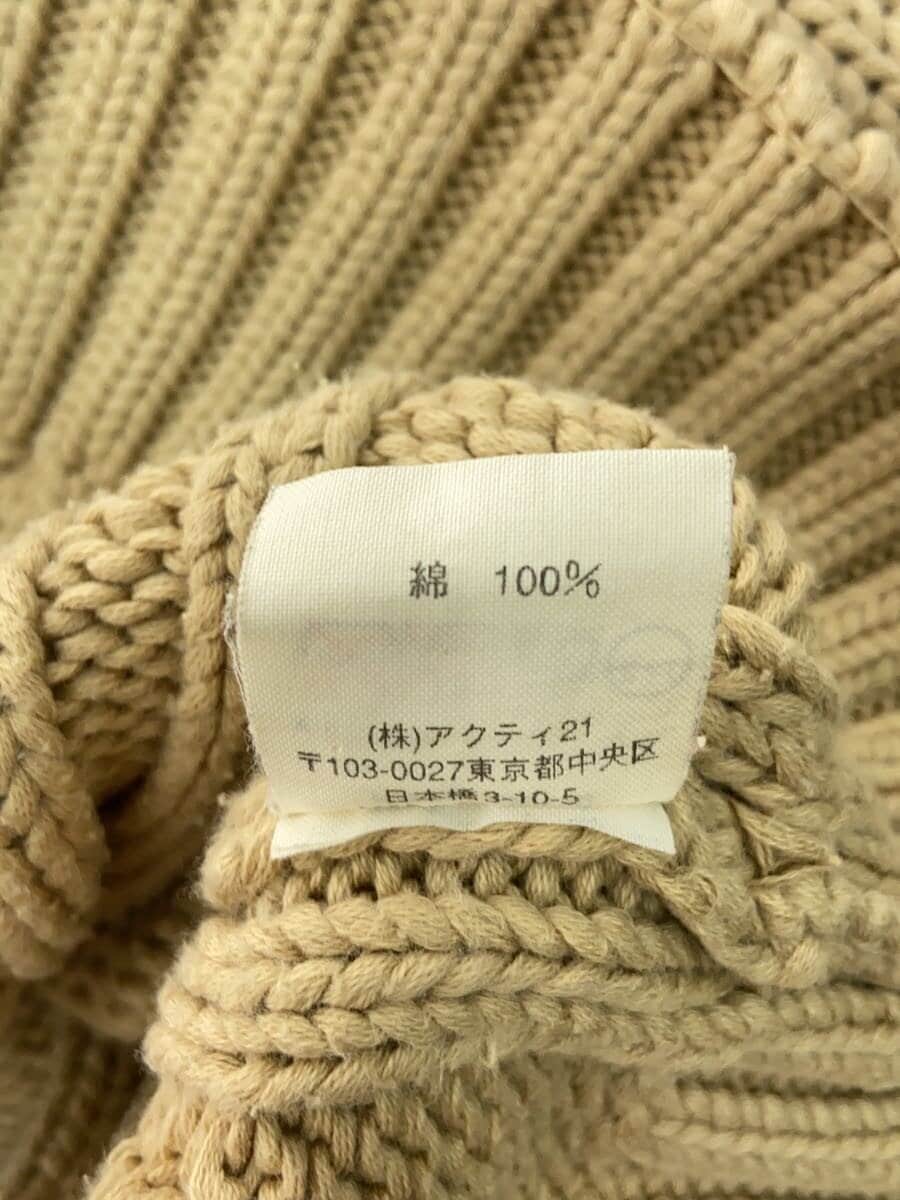 綿 100%
(株)アクティ21
〒103-0027東京都中央区
日本橋3-10-5